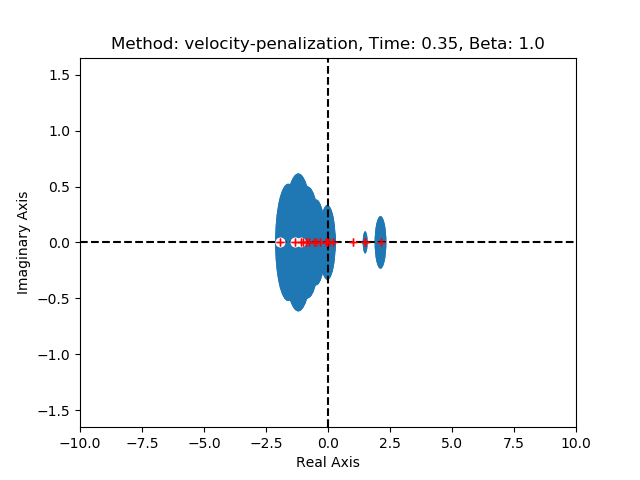 Method: velocity-penalization, Time: 0.35, Beta: 1.0
Imaginary Axis
1.5
1.0
0.5
0.0
−0.5
−1.0
−1.5
−10.0 −7.5 −5.0 −2.5 0.0 2.5 5.0 7.5 10.0
Real Axis